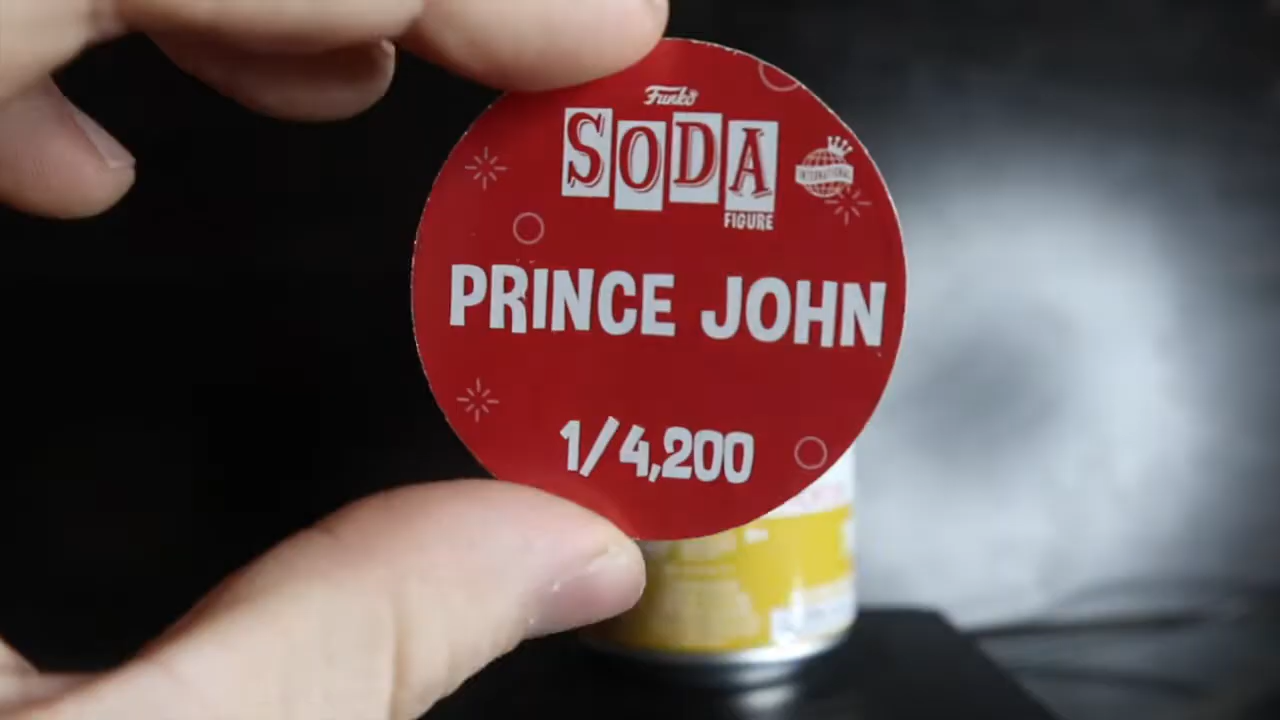 Funko
SODA
INTERNATIONAL
FIGURE
PRINCE JOHN
1/4,200